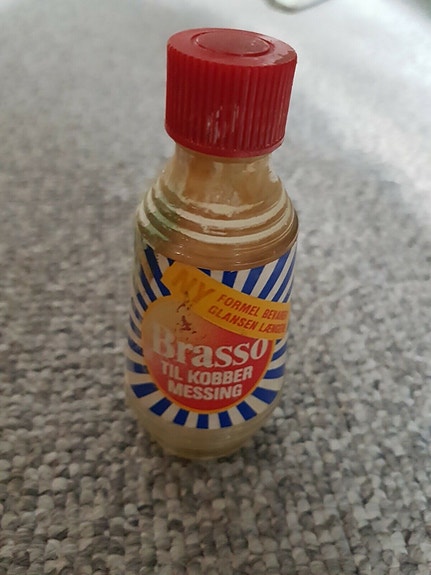 NY
FORMEL BEVARER
GLANSEN LÆNGERE
Brasso
TIL KOBBER
MESSING